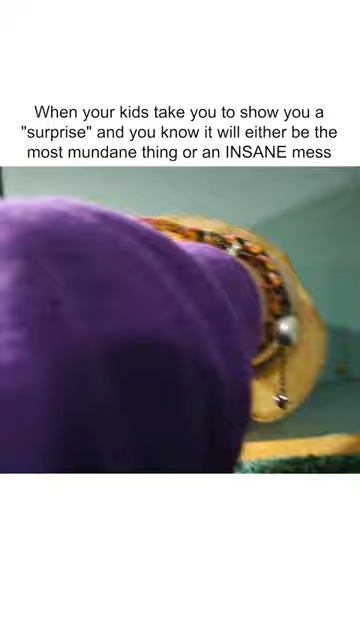 When your kids take you to show you a
"surprise" and you know it will either be the
most mundane thing or an INSANE mess